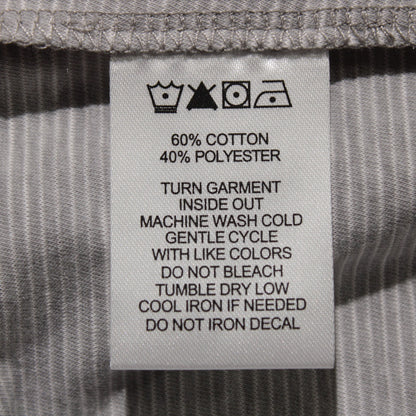 60% COTTON
40% POLYESTER
TURN GARMENT
INSIDE OUT
MACHINE WASH COLD
GENTLE CYCLE
WITH LIKE COLORS
DO NOT BLEACH
TUMBLE DRY LOW
COOL IRON IF NEEDED
DO NOT IRON DECAL